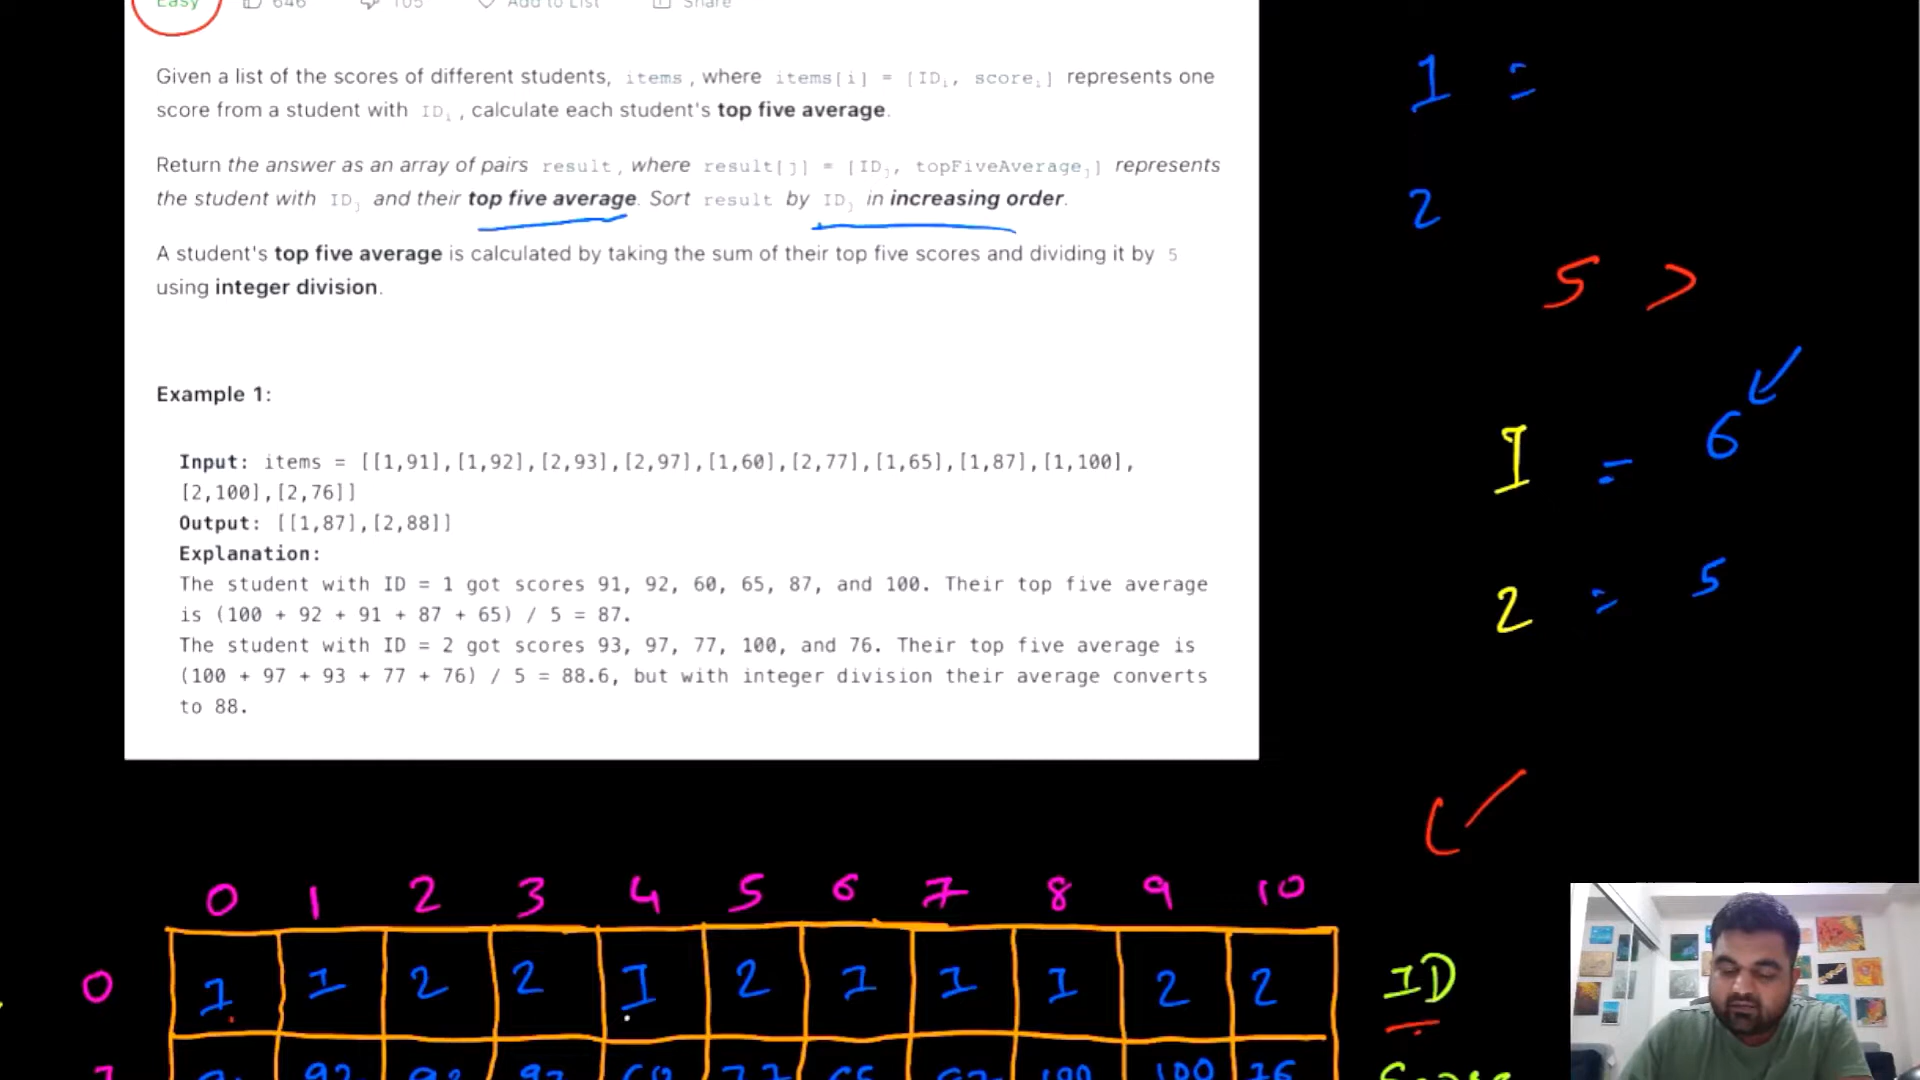 Easy 646 105 Add to List Share
Given a list of the scores of different students, items, where items[i] = [IDi, scorei] represents one
score from a student with IDi, calculate each student's top five average.
Return the answer as an array of pairs result, where result[j] = [IDj, topFiveAveragej] represents
the student with IDj and their top five average. Sort result by IDj in increasing order.
A student's top five average is calculated by taking the sum of their top five scores and dividing it by 5
using integer division.
Example 1:
Input: items = [[1,91],[1,92],[2,93],[2,97],[1,60],[2,77],[1,65],[1,87],[1,100],
[2,100],[2,76]]
Output: [[1,87],[2,88]]
Explanation:
The student with ID = 1 got scores 91, 92, 60, 65, 87, and 100. Their top five average
is (100 + 92 + 91 + 87 + 65) / 5 = 87.
The student with ID = 2 got scores 93, 97, 77, 100, and 76. Their top five average is
(100 + 97 + 93 + 77 + 76) / 5 = 88.6, but with integer division their average converts
to 88.
1 =
2
5 >
1 = 6
2 = 5
0 1 2 3 4 5 6 7 8 9 10
0 1 1 2 2 1 2 1 1 1 2 2 ID